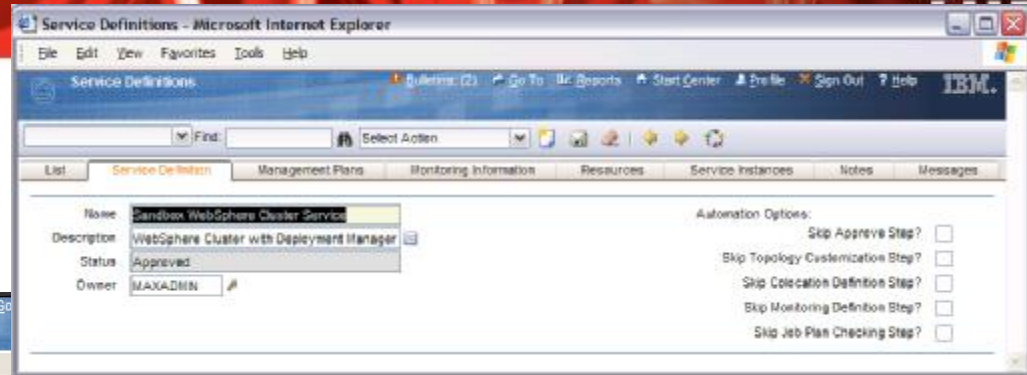 Service Definitions - Microsoft Internet Explorer
File Edit View Favorites Tools Help
Service Definitions Bulletins: (2) Go To Reports Start Center Profile Sign Out ? Help IBM.
Find: Select Action
List Service Definition Management Plans Monitoring Information Resources Service Instances Notes Messages
Name Sandbox WebSphere Cluster Service
Description WebSphere Cluster with Deployment Manager
Status Approved
Owner MAXADMIN
Automation Options:
Skip Approve Step?
Skip Topology Customization Step?
Skip Colocation Definition Step?
Skip Monitoring Definition Step?
Skip Job Plan Checking Step?
Go